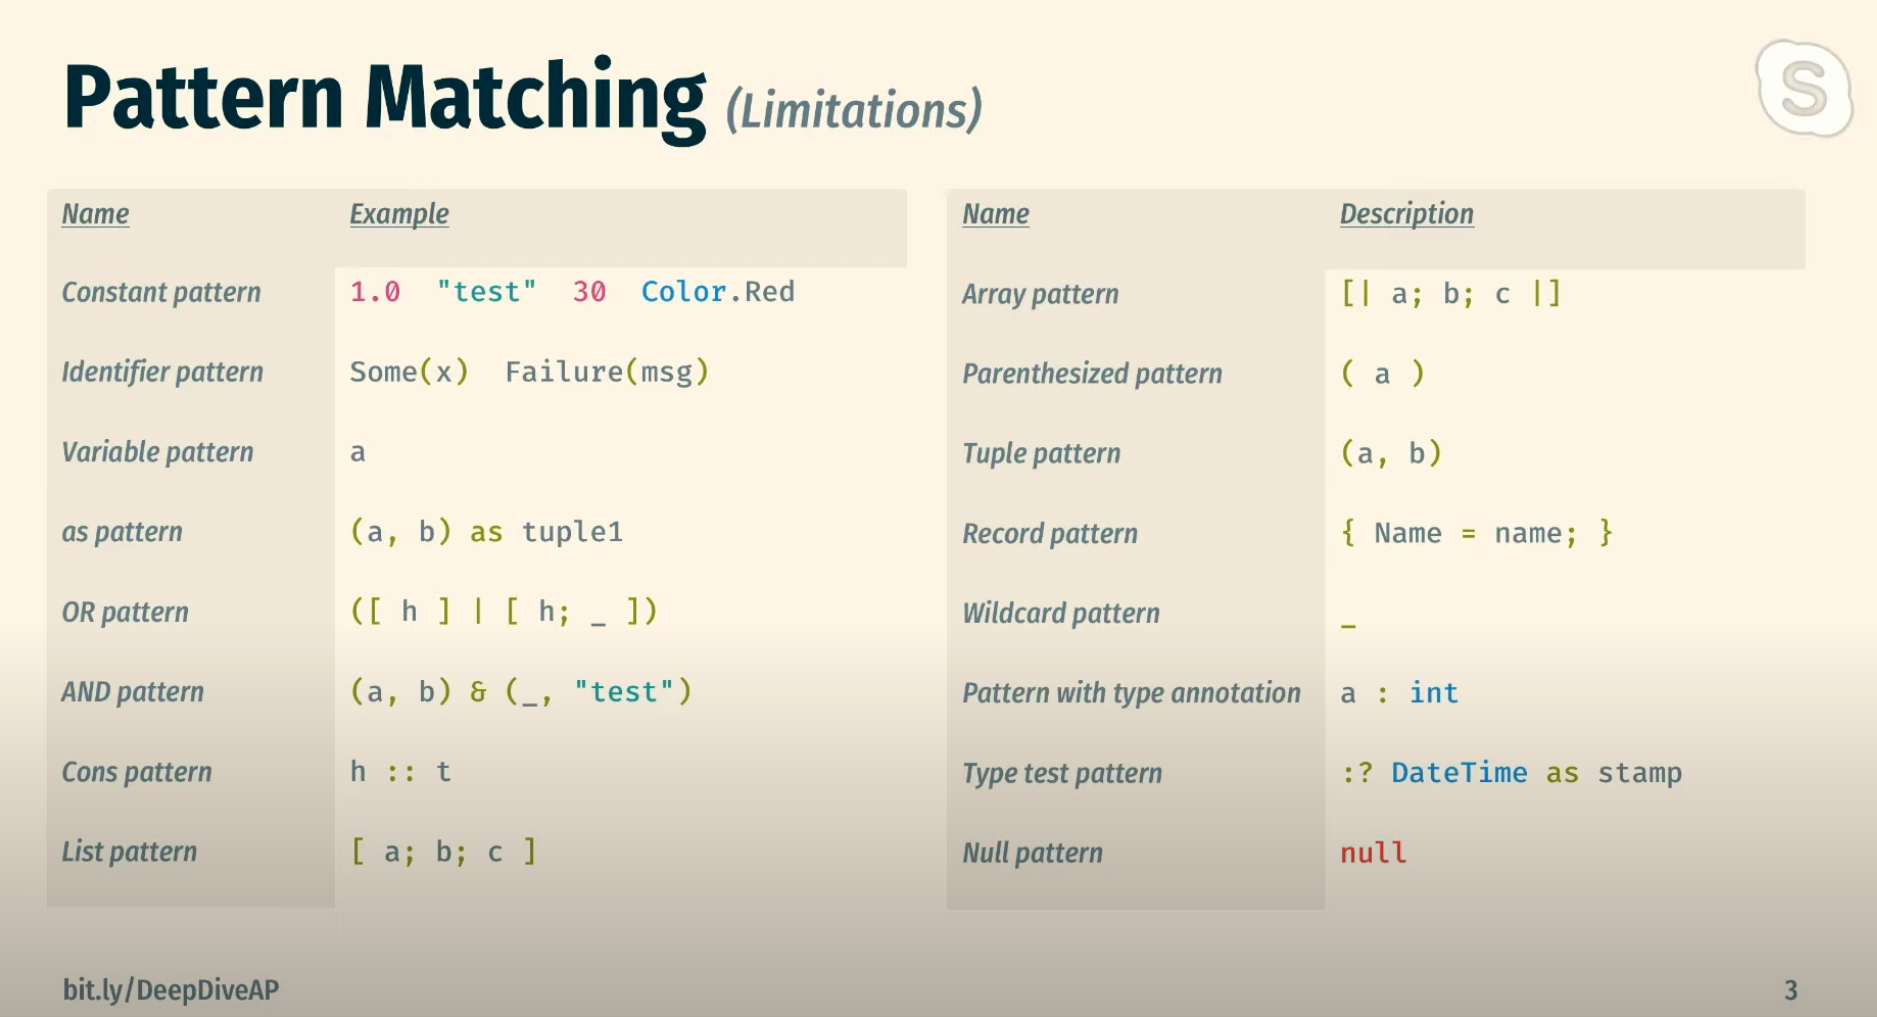 Pattern Matching (Limitations)
Name Example
Constant pattern 1.0 "test" 30 Color.Red
Identifier pattern Some(x) Failure(msg)
Variable pattern a
as pattern (a, b) as tuple1
OR pattern ([ h ] | [ h; _ ])
AND pattern (a, b) & (_, "test")
Cons pattern h :: t
List pattern [ a; b; c ]
Name Description
Array pattern [| a; b; c |]
Parenthesized pattern ( a )
Tuple pattern (a, b)
Record pattern { Name = name; }
Wildcard pattern _
Pattern with type annotation a : int
Type test pattern :? DateTime as stamp
Null pattern null
bit.ly/DeepDiveAP
3
S